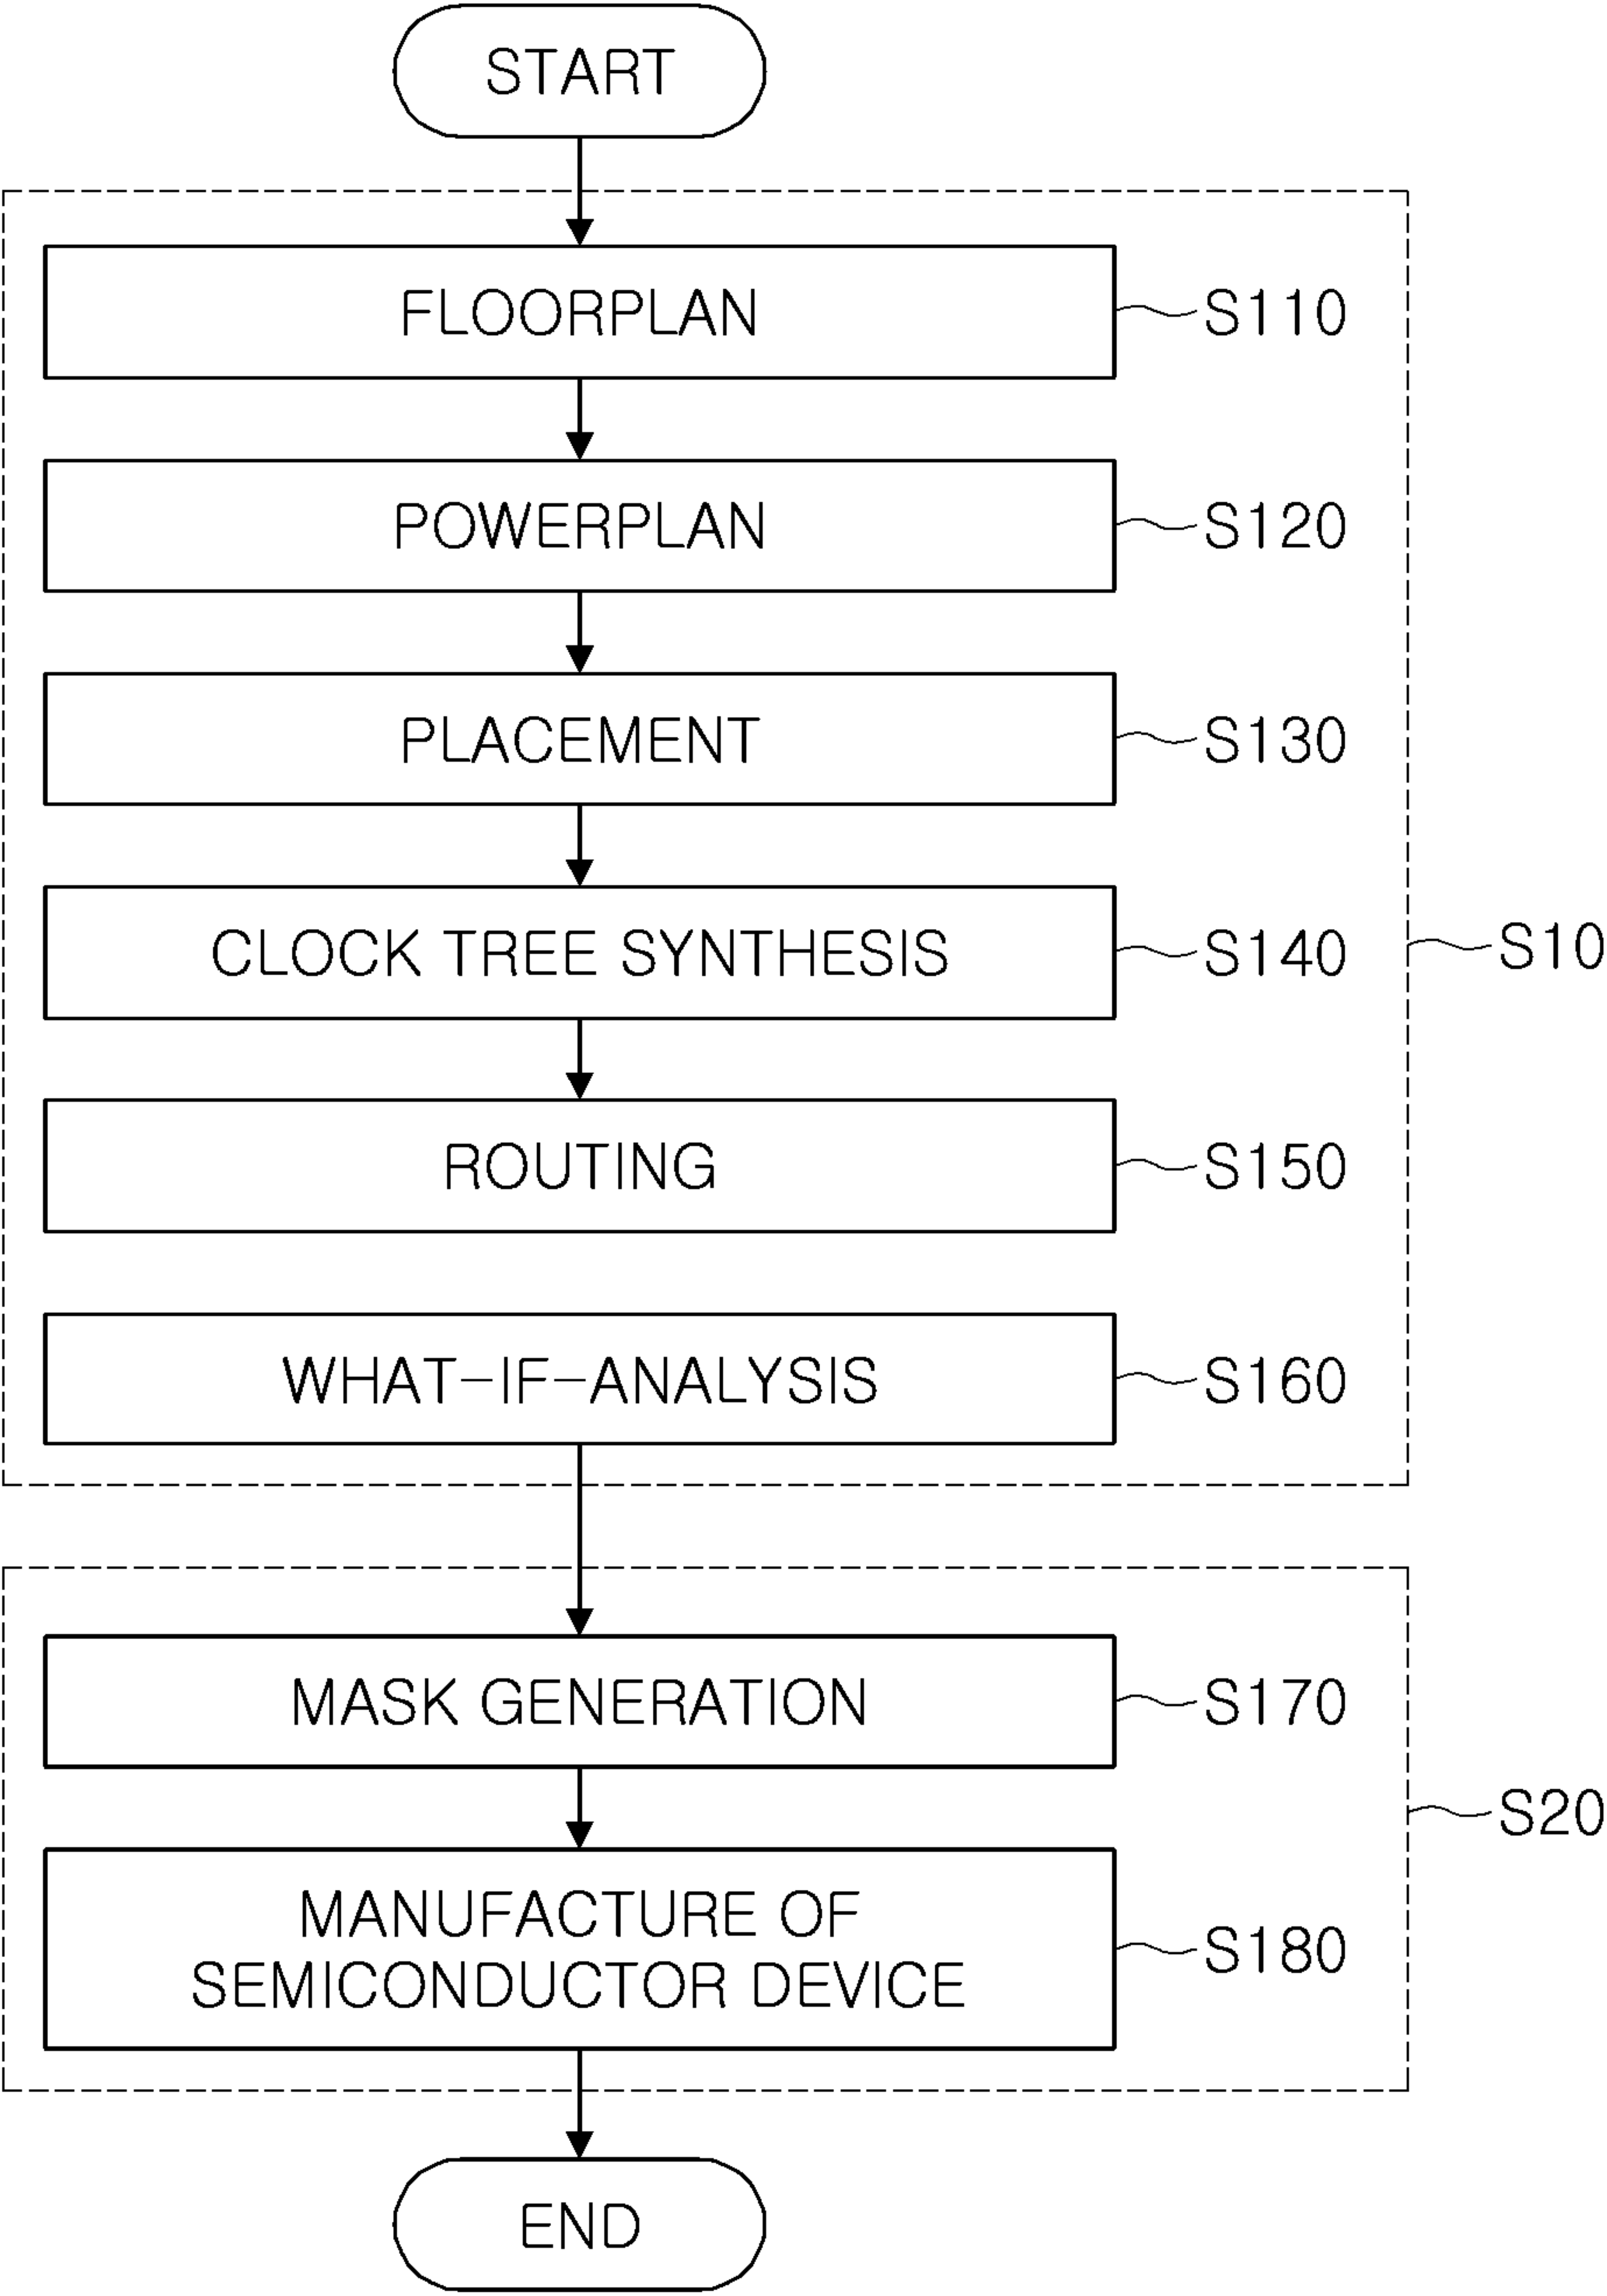 START
FLOORPLAN
S110
POWERPLAN
S120
PLACEMENT
S130
CLOCK TREE SYNTHESIS
S140
S10
ROUTING
S150
WHAT-IF-ANALYSIS
S160
MASK GENERATION
S170
S20
MANUFACTURE OF
SEMICONDUCTOR DEVICE
S180
END